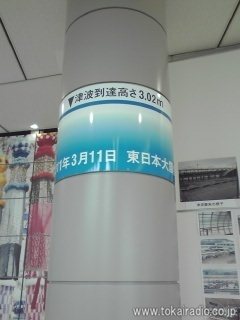 ▼津波到達高さ3.02m
11年3月11日 東日本大震
www.tokairadio.co.jp